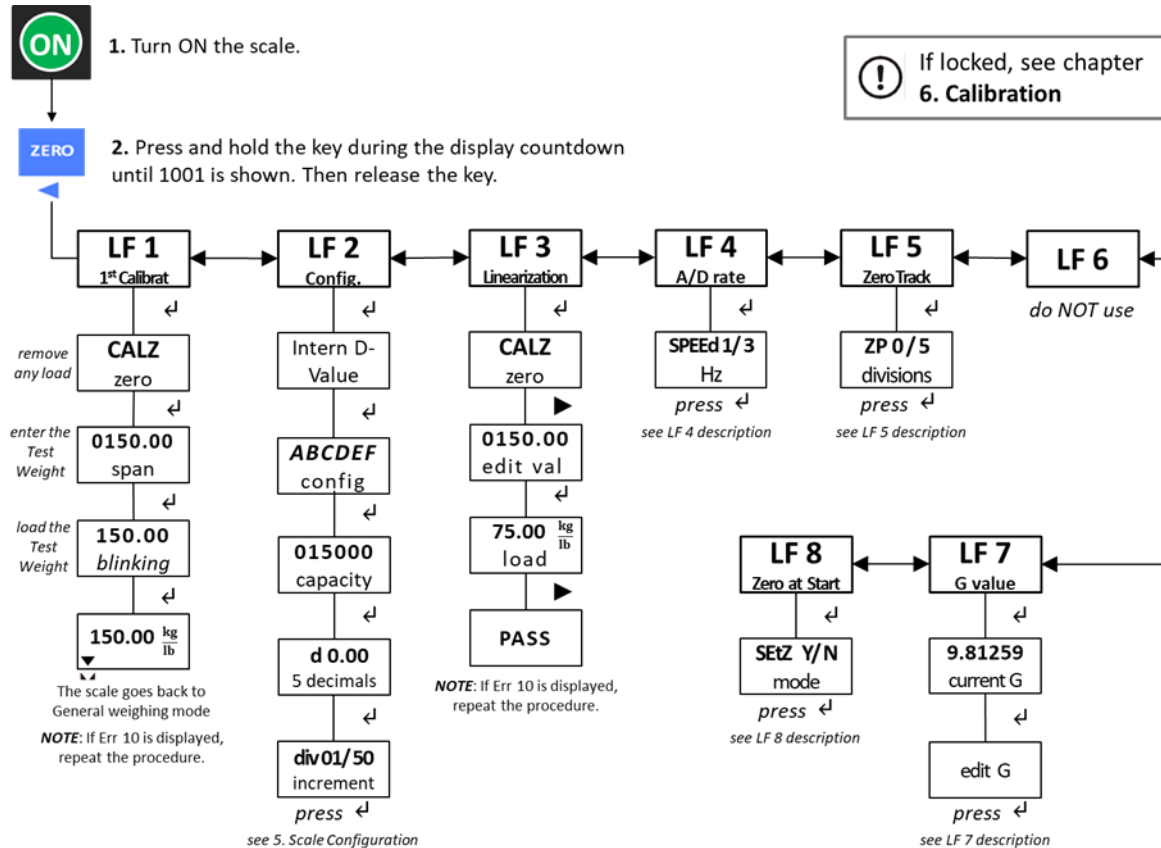 ON
1. Turn ON the scale.
If locked, see chapter
6. Calibration
ZERO
2. Press and hold the key during the display countdown
until 1001 is shown. Then release the key.
LF 1
1st Calibrat
remove
any load
CALZ
zero
enter the
Test
Weight
0150.00
span
load the
Test
Weight
150.00
blinking
150.00 kg
lb
The scale goes back to
General weighing mode
NOTE: If Err 10 is displayed,
repeat the procedure.
LF 2
Config.
Intern D-
Value
ABCDEF
config
015000
capacity
d 0.00
5 decimals
div 01/50
increment
press ↵
see 5. Scale Configuration
LF 3
Linearization
CALZ
zero
0150.00
edit val
75.00 kg
lb
load
PASS
NOTE: If Err 10 is displayed,
repeat the procedure.
LF 4
A/D rate
SPEEd 1/3
Hz
press ↵
see LF 4 description
LF 5
Zero Track
ZP 0/5
divisions
press ↵
see LF 5 description
LF 6
do NOT use
LF 8
Zero at Start
SEtZ Y/N
mode
press ↵
see LF 8 description
LF 7
G value
9.81259
current G
edit G
press ↵
see LF 7 description